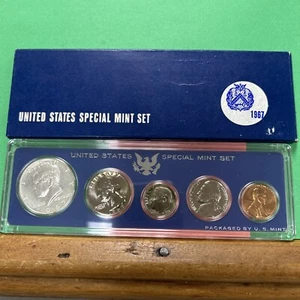 UNITED STATES SPECIAL MINT SET
1967
UNITED STATES SPECIAL MINT SET
PACKAGED BY U.S. MINT